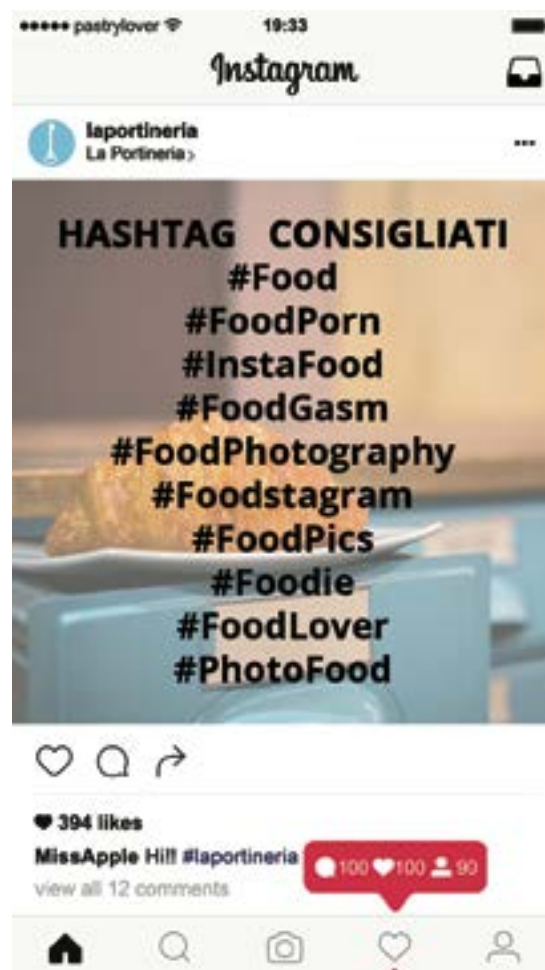 pastrylover 19:33
Instagram
laportineria
La Portineria >
HASHTAG CONSIGLIATI
#Food
#FoodPorn
#InstaFood
#FoodGasm
#FoodPhotography
#Foodstagram
#FoodPics
#Foodie
#FoodLover
#PhotoFood
394 likes
MissApple Hi!! #laportineria
100 100 90
view all 12 comments